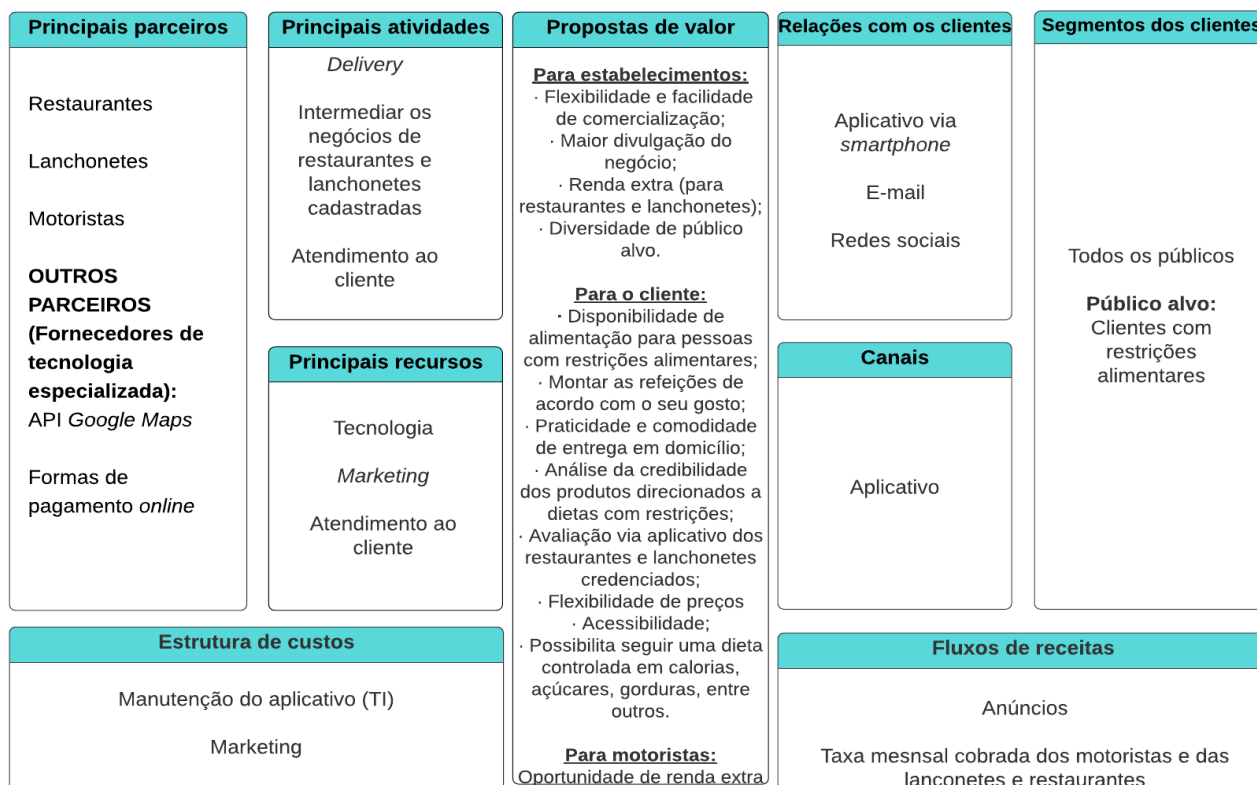 Principais parceiros
Restaurantes
Lanchonetes
Motoristas
OUTROS
PARCEIROS
(Fornecedores de
tecnologia
especializada):
API Google Maps
Formas de
pagamento online
Principais atividades
Delivery
Intermediar os
negócios de
restaurantes e
lanchonetes
cadastradas
Atendimento ao
cliente
Principais recursos
Tecnologia
Marketing
Atendimento ao
cliente
Propostas de valor
Para estabelecimentos:
· Flexibilidade e facilidade
de comercialização;
· Maior divulgação do
negócio;
· Renda extra (para
restaurantes e lanchonetes);
· Diversidade de público
alvo.
Para o cliente:
· Disponibilidade de
alimentação para pessoas
com restrições alimentares;
· Montar as refeições de
acordo com o seu gosto;
· Praticidade e comodidade
de entrega em domicílio;
· Análise da credibilidade
dos produtos direcionados a
dietas com restrições;
· Avaliação via aplicativo dos
restaurantes e lanchonetes
credenciados;
· Flexibilidade de preços
· Acessibilidade;
· Possibilita seguir uma dieta
controlada em calorias,
açúcares, gorduras, entre
outros.
Para motoristas:
Oportunidade de renda extra
Relações com os clientes
Aplicativo via
smartphone
E-mail
Redes sociais
Canais
Aplicativo
Segmentos dos clientes
Todos os públicos
Público alvo:
Clientes com
restrições
alimentares
Estrutura de custos
Manutenção do aplicativo (TI)
Marketing
Fluxos de receitas
Anúncios
Taxa mesnsal cobrada dos motoristas e das
lanconetes e restaurantes